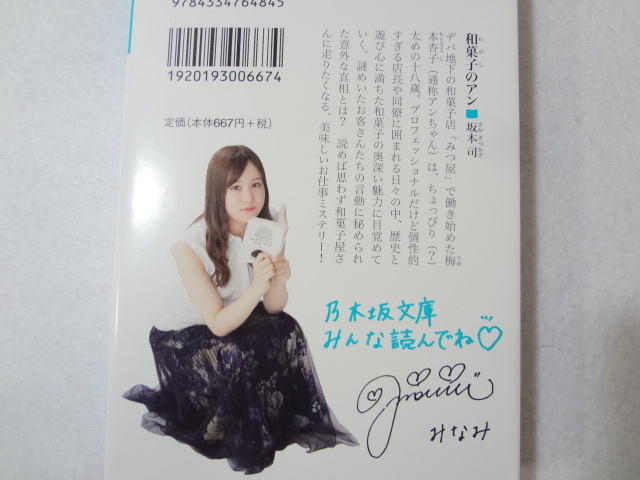 9784334764845
1920193006674
定価(本体667円+税)
和菓子のアン
わがし
坂木 司
さかきつかさ
デパ地下の和菓子店「みつ屋」で働き始めた梅
本杏子(通称アンちゃん)は、ちょっぴり(?)
太めの十八歳。プロフェッショナルだけど個性的
すぎる店長や同僚に囲まれる日々の中、歴史と
遊び心に満ちた和菓子の奥深い魅力に目覚めて
いく。謎めいたお客さんたちの言動に秘められ
た意外な真相とは? 読めば思わず和菓子屋さ
んに走りたくなる、美味しいお仕事ミステリー!
乃木坂文庫
みんな読んでね♡
みなみ